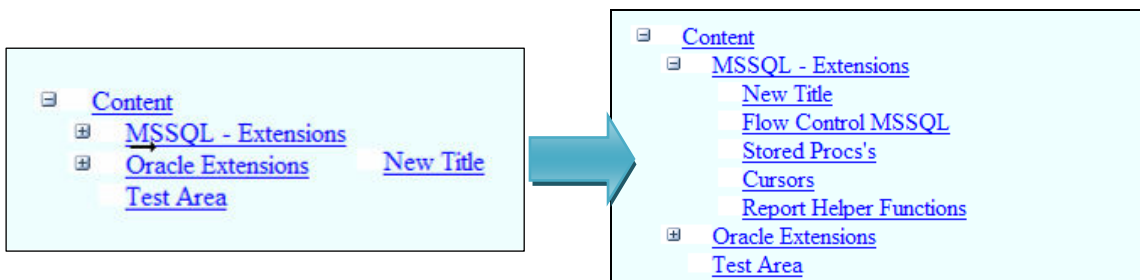 Content
MSSQL - Extensions
Oracle Extensions
New Title
Test Area
Content
MSSQL - Extensions
New Title
Flow Control MSSQL
Stored Procs's
Cursors
Report Helper Functions
Oracle Extensions
Test Area